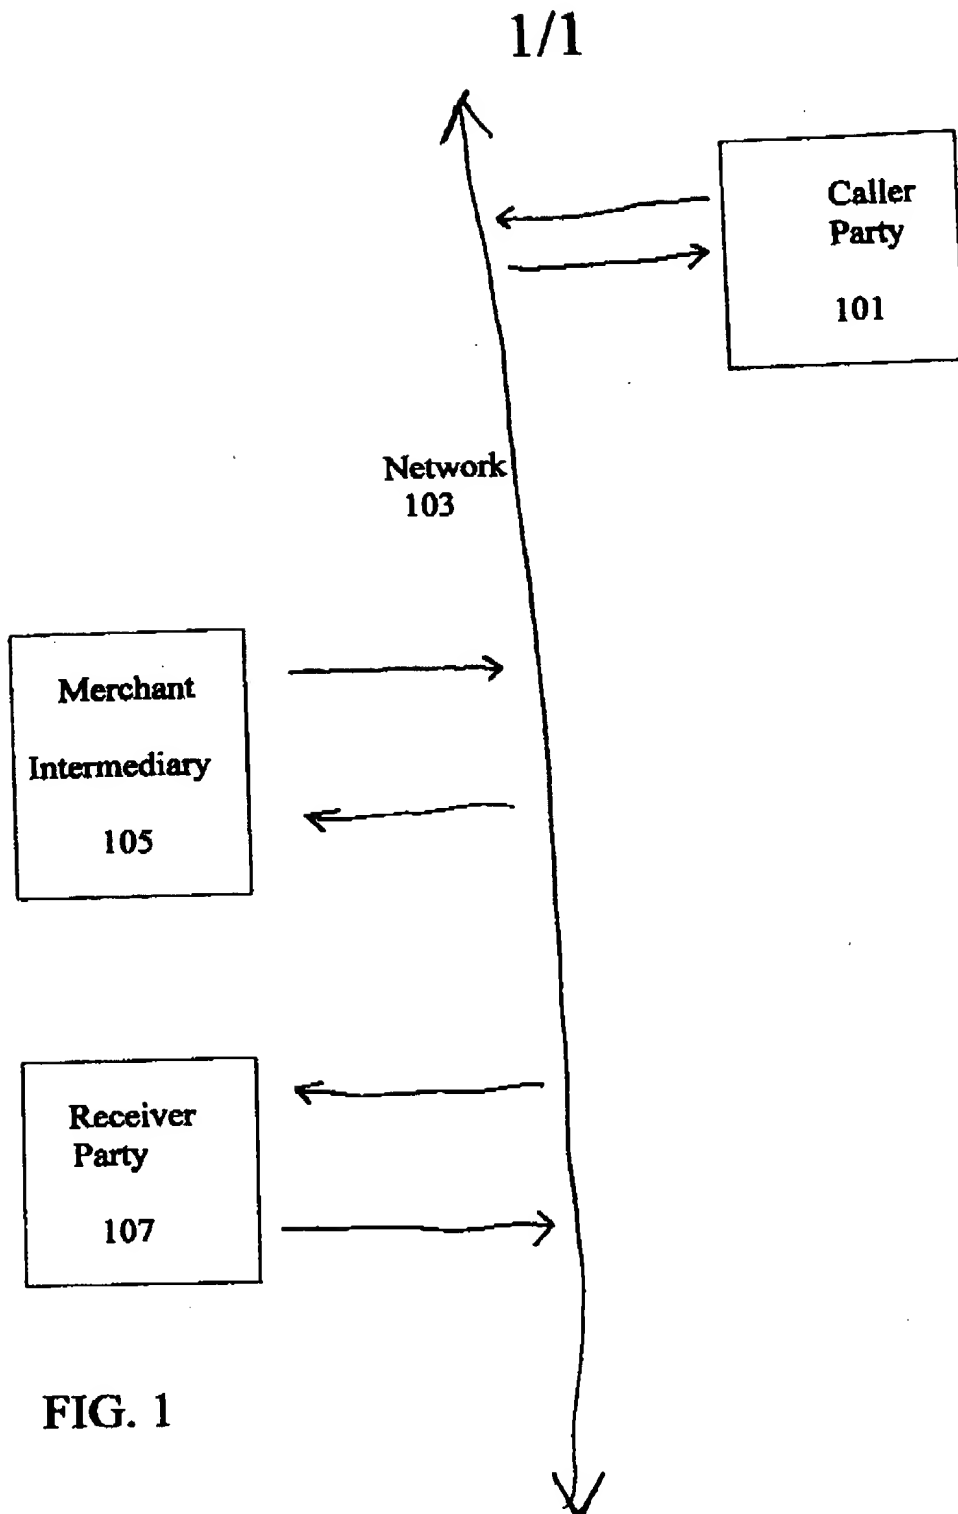 1/1
Caller
Party
101
Network
103
Merchant
Intermediary
105
Receiver
Party
107
FIG. 1